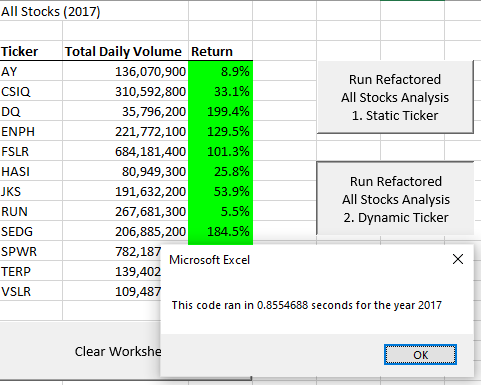 All Stocks (2017)
Ticker Total Daily Volume Return
AY 136,070,900 8.9%
CSIQ 310,592,800 33.1%
DQ 35,796,200 199.4%
ENPH 221,772,100 129.5%
FSLR 684,181,400 101.3%
HASI 80,949,300 25.8%
JKS 191,632,200 53.9%
RUN 267,681,300 5.5%
SEDG 206,885,200 184.5%
SPWR 782,187
TERP 139,402
VSLR 109,487
Run Refactored
All Stocks Analysis
1. Static Ticker
Run Refactored
All Stocks Analysis
2. Dynamic Ticker
Microsoft Excel
This code ran in 0.8554688 seconds for the year 2017
OK
Clear Workshe